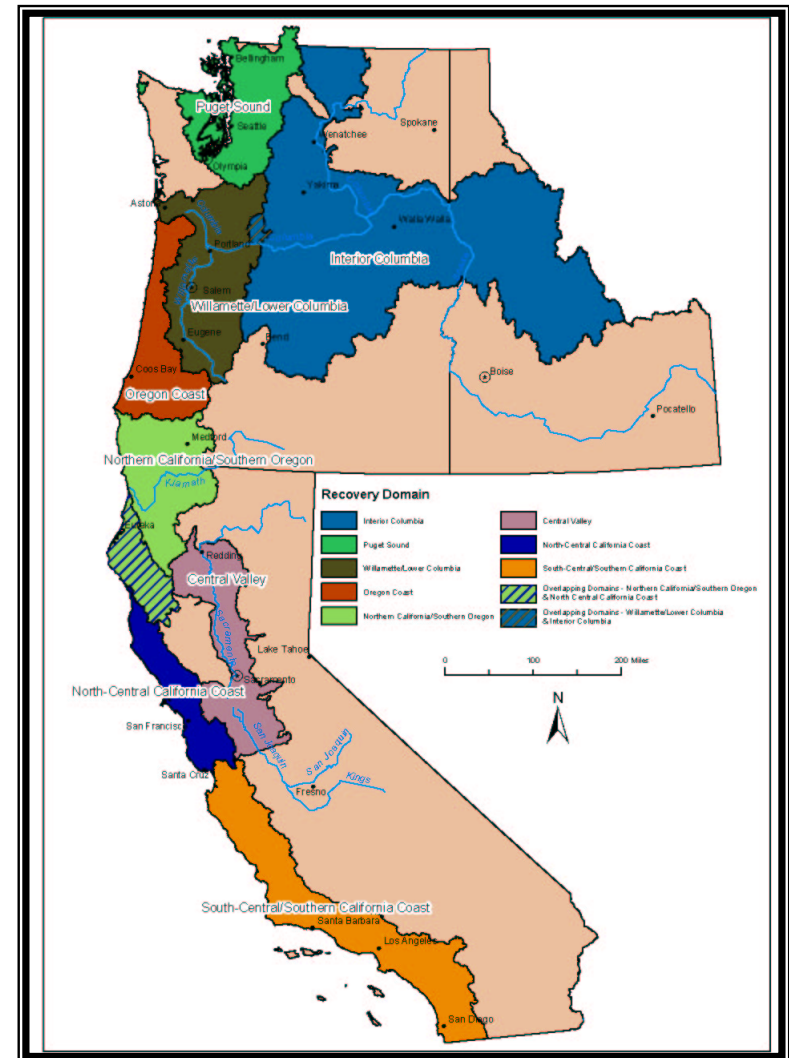 Bellingham
Puget Sound
Seattle
Olympia
Spokane
Wenatchee
Yakima
Walla Walla
Astoria
Portland
Interior Columbia
Salem
Willamette/Lower Columbia
Eugene
Bend
Coos Bay
Oregon Coast
Boise
Pocatello
Medford
Northern California/Southern Oregon
Klamath
Eureka
Redding
Central Valley
Sacramento
Lake Tahoe
Sacramento
North-Central California Coast
San Francisc
San Joaquin
San Joaquin
Kings
Santa Cruz
Fresno
South-Central/Southern California Coast
Santa Barbara
Los Angeles
San Diego
Recovery Domain
Interior Columbia
Puget Sound
Willamette/Lower Columbia
Oregon Coast
Northern California/Southern Oregon
Central Valley
North-Central California Coast
South-Central/Southern California Coast
Overlapping Domains - Northern California/Southern Oregon
& North Central California Coast
Overlapping Domains - Willamette/Lower Columbia
& Interior Columbia
0 100 200 Miles
N